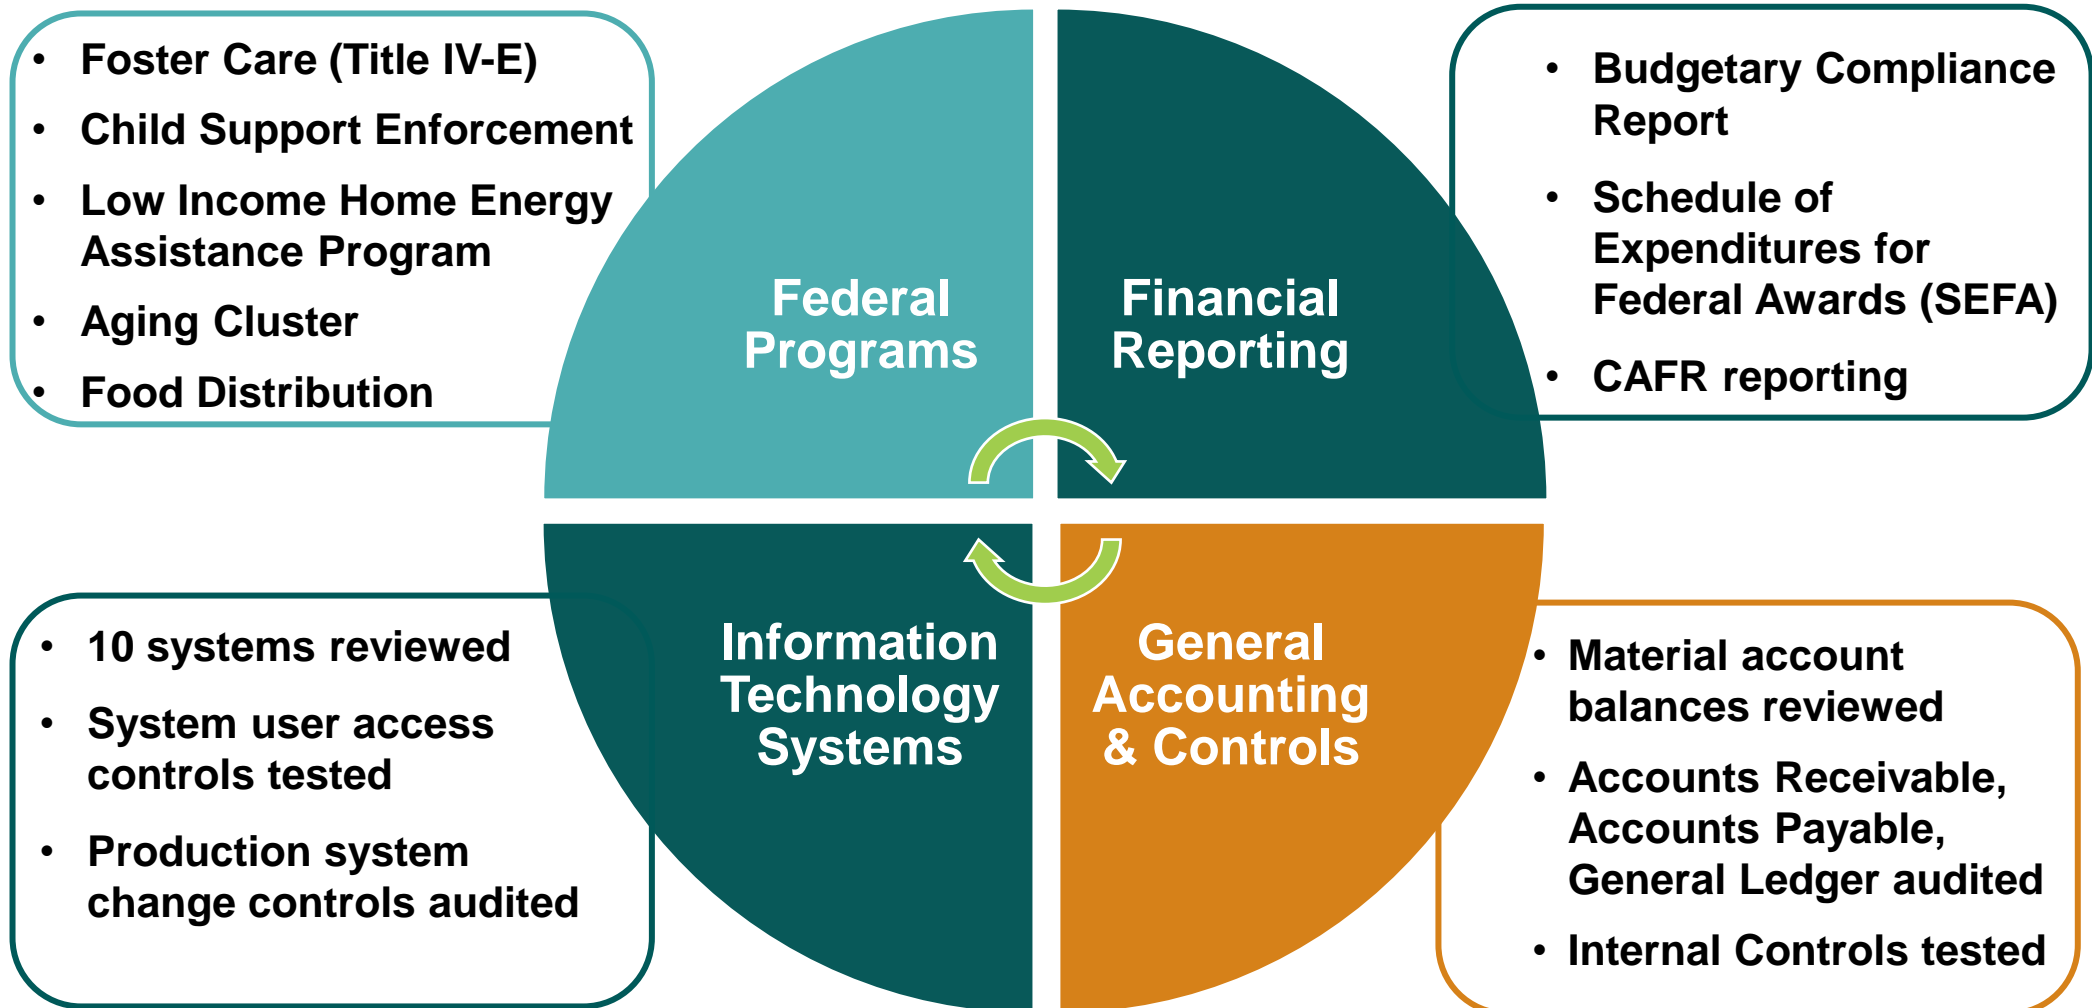 • Foster Care (Title IV-E)
• Child Support Enforcement
• Low Income Home Energy
Assistance Program
• Aging Cluster
• Food Distribution
Federal
Programs
Financial
Reporting
• Budgetary Compliance
Report
• Schedule of
Expenditures for
Federal Awards (SEFA)
• CAFR reporting
• 10 systems reviewed
• System user access
controls tested
• Production system
change controls audited
Information
Technology
Systems
General
Accounting
& Controls
• Material account
balances reviewed
• Accounts Receivable,
Accounts Payable,
General Ledger audited
• Internal Controls tested